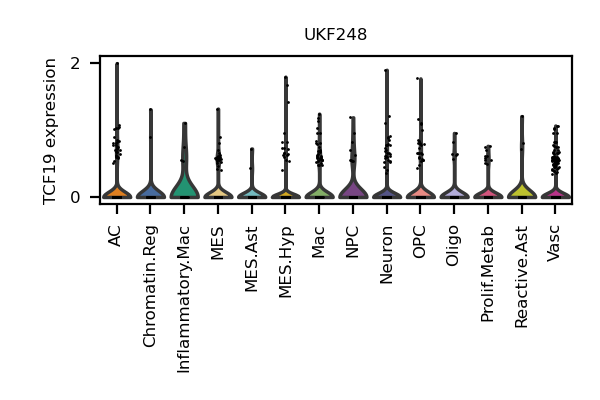 UKF248
TCF19 expression
2
0
AC
Chromatin.Reg
Inflammatory.Mac
MES
MES.Ast
MES.Hyp
Mac
NPC
Neuron
OPC
Oligo
Prolif.Metab
Reactive.Ast
Vasc